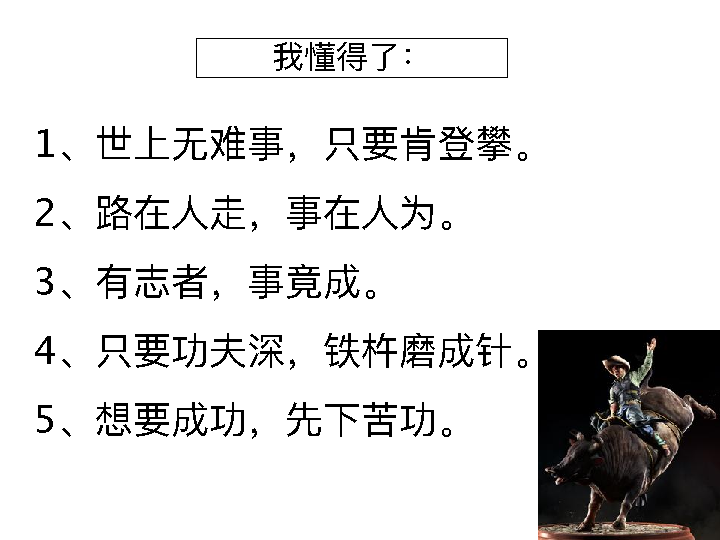 我懂得了：
1、世上无难事，只要肯登攀。
2、路在人走，事在人为。
3、有志者，事竟成。
4、只要功夫深，铁杵磨成针。
5、想要成功，先下苦功。